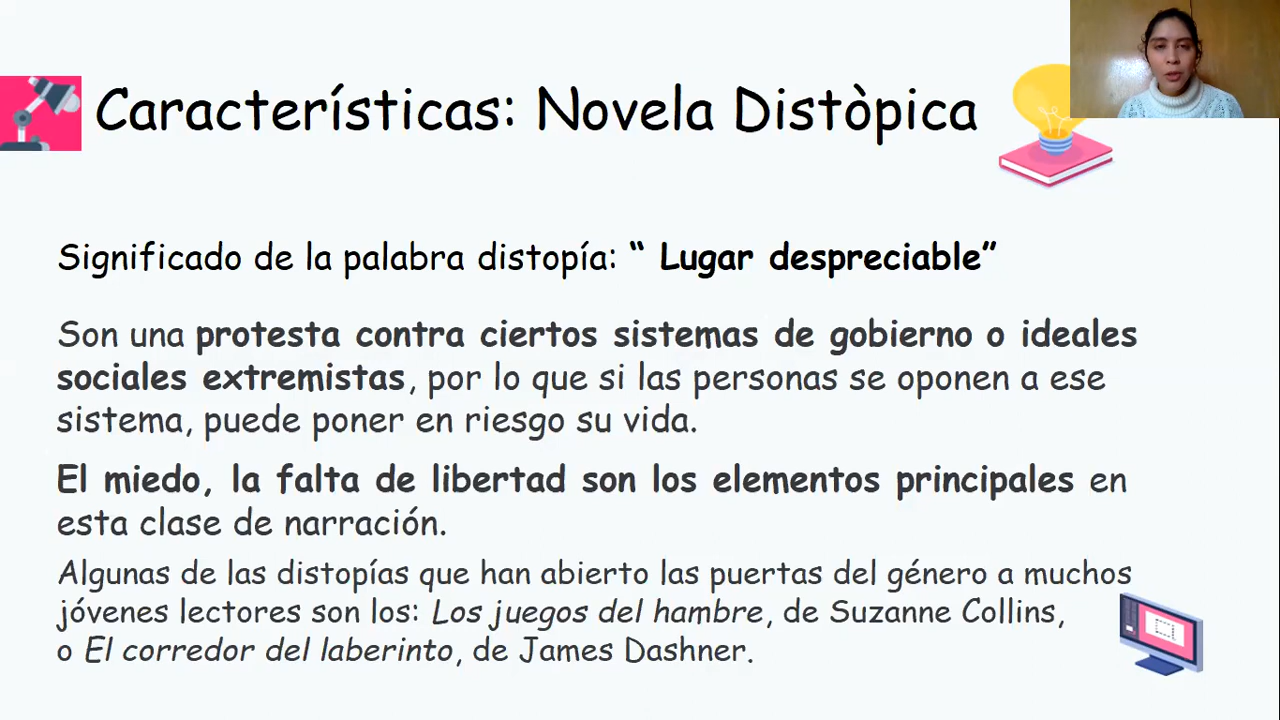 Características: Novela Distòpica
Significado de la palabra distopía: “ Lugar despreciable”
Son una protesta contra ciertos sistemas de gobierno o ideales
sociales extremistas, por lo que si las personas se oponen a ese
sistema, puede poner en riesgo su vida.
El miedo, la falta de libertad son los elementos principales en
esta clase de narración.
Algunas de las distopías que han abierto las puertas del género a muchos
jóvenes lectores son los: Los juegos del hambre, de Suzanne Collins,
o El corredor del laberinto, de James Dashner.